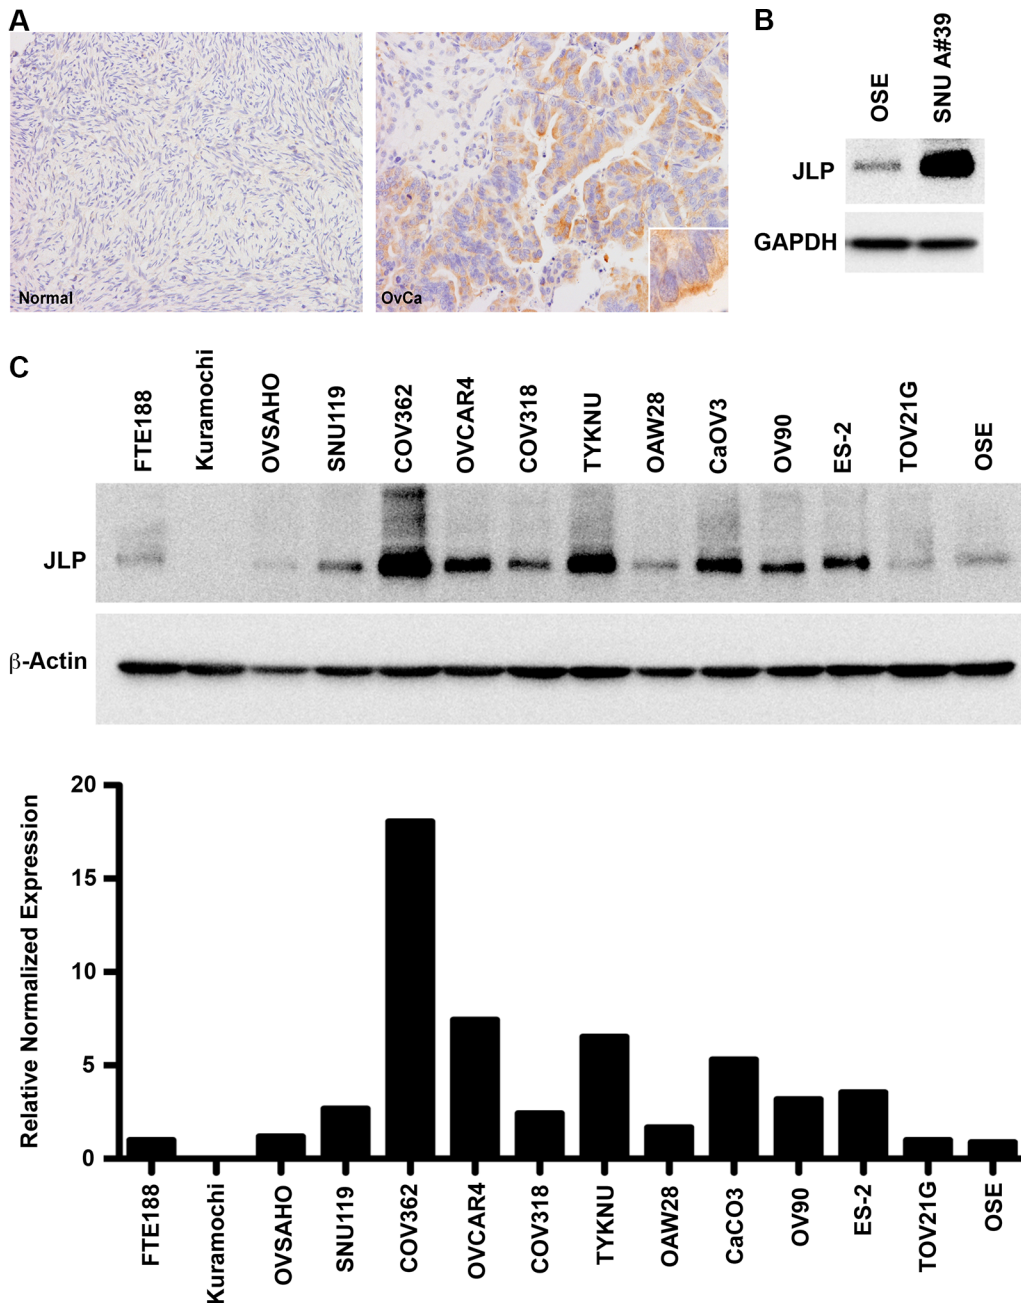 A
Normal
OvCa
B
OSE
SNU A#39
JLP
GAPDH
C
FTE188
Kuramochi
OVSAHO
SNU119
COV362
OVCAR4
COV318
TYKNU
OAW28
CaOV3
OV90
ES-2
TOV21G
OSE
JLP
β-Actin
Relative Normalized Expression
20
15
10
5
0
FTE188
Kuramochi
OVSAHO
SNU119
COV362
OVCAR4
COV318
TYKNU
OAW28
CaCO3
OV90
ES-2
TOV21G
OSE